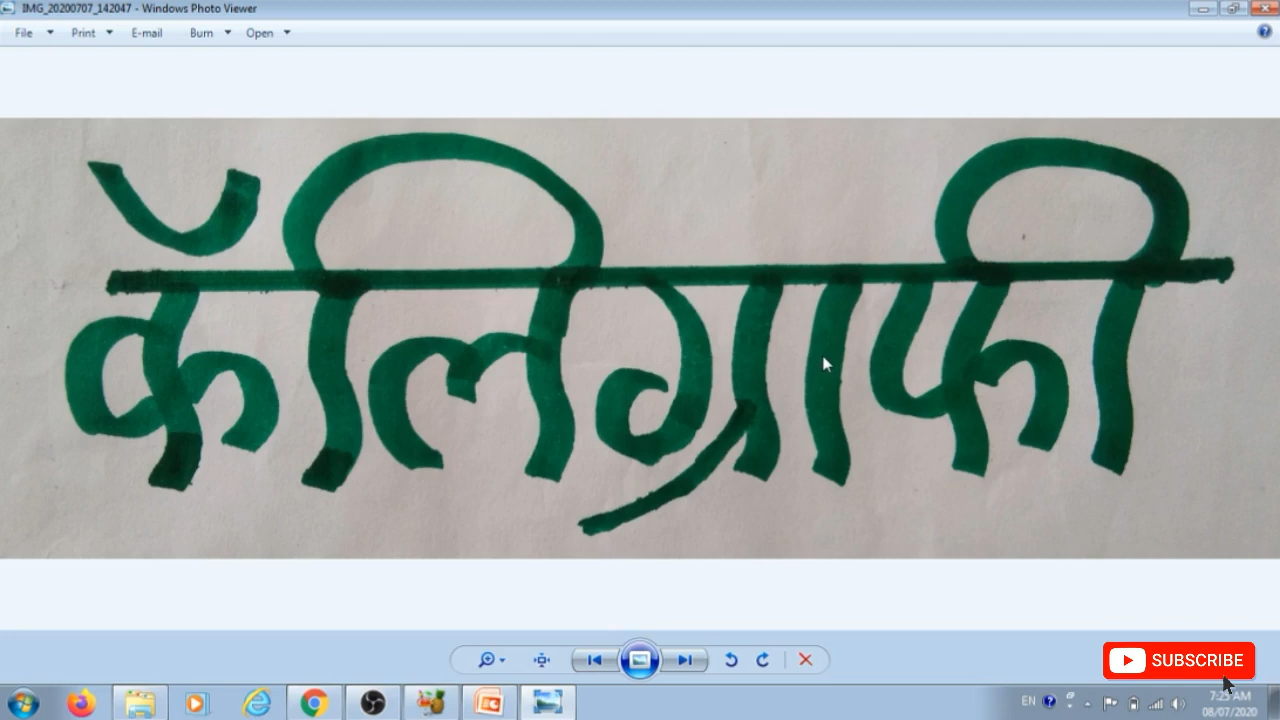 IMG_20200707_142047 - Windows Photo Viewer
File Print E-mail Burn Open
कॅलिग्राफी
SUBSCRIBE
EN
7:25 AM
08/07/2020